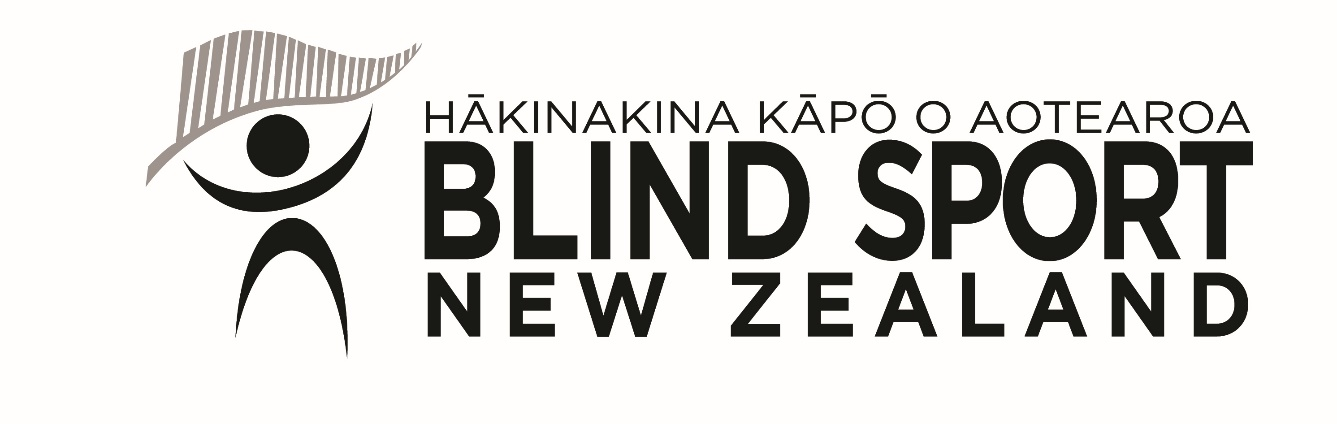 HĀKINAKINA KĀPŌ O AOTEAROA
BLIND SPORT
NEW ZEALAND